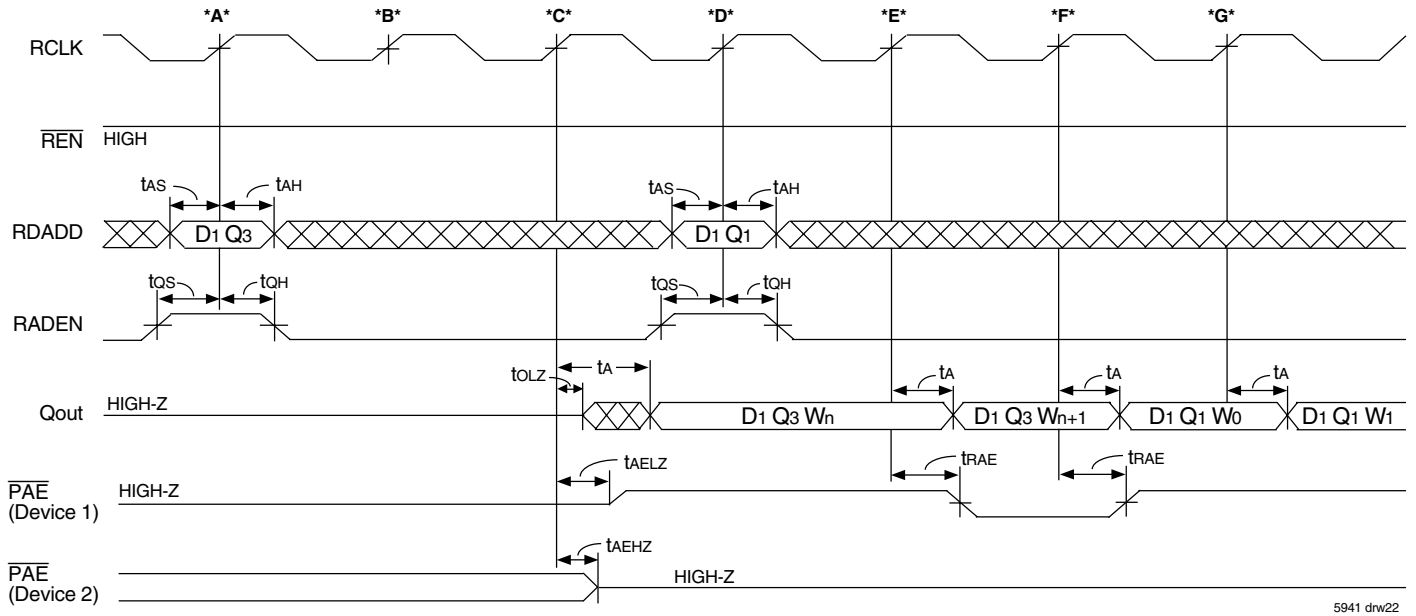 *A* *B* *C* *D* *E* *F* *G*
RCLK
REN HIGH
tAS tAH tAS tAH
RDADD D1 Q3 D1 Q1
tQS tQH tQS tQH
RADEN
tOLZ tA tA tA tA
Qout HIGH-Z D1 Q3 Wn D1 Q3 Wn+1 D1 Q1 W0 D1 Q1 W1
tAELZ tRAE tRAE
PAE HIGH-Z
(Device 1)
tAEHZ
PAE HIGH-Z
(Device 2)
5941 drw22